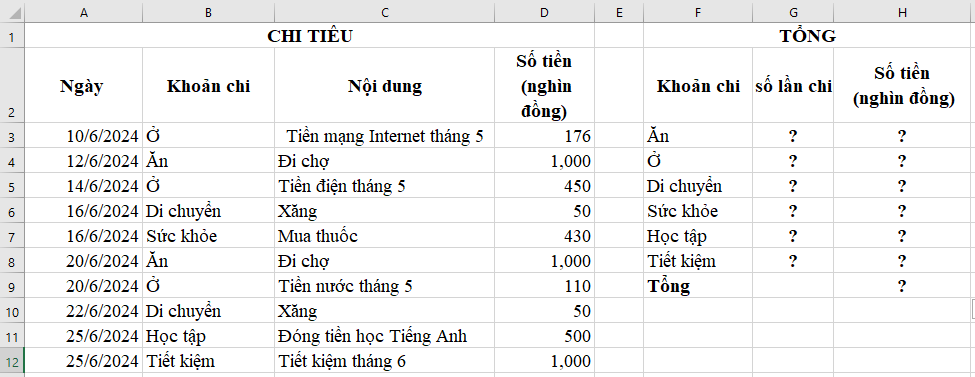 A B C D E F G H
1 CHI TIÊU TỔNG
2 Ngày Khoản chi Nội dung Số tiền (nghìn đồng) Khoản chi số lần chi Số tiền (nghìn đồng)
3 10/6/2024 Ở Tiền mạng Internet tháng 5 176 Ăn ? ?
4 12/6/2024 Ăn Đi chợ 1,000 Ở ? ?
5 14/6/2024 Ở Tiền điện tháng 5 450 Di chuyển ? ?
6 16/6/2024 Di chuyển Xăng 50 Sức khỏe ? ?
7 16/6/2024 Sức khỏe Mua thuốc 430 Học tập ? ?
8 20/6/2024 Ăn Đi chợ 1,000 Tiết kiệm ? ?
9 20/6/2024 Ở Tiền nước tháng 5 110 Tổng ?
10 22/6/2024 Di chuyển Xăng 50
11 25/6/2024 Học tập Đóng tiền học Tiếng Anh 500
12 25/6/2024 Tiết kiệm Tiết kiệm tháng 6 1,000